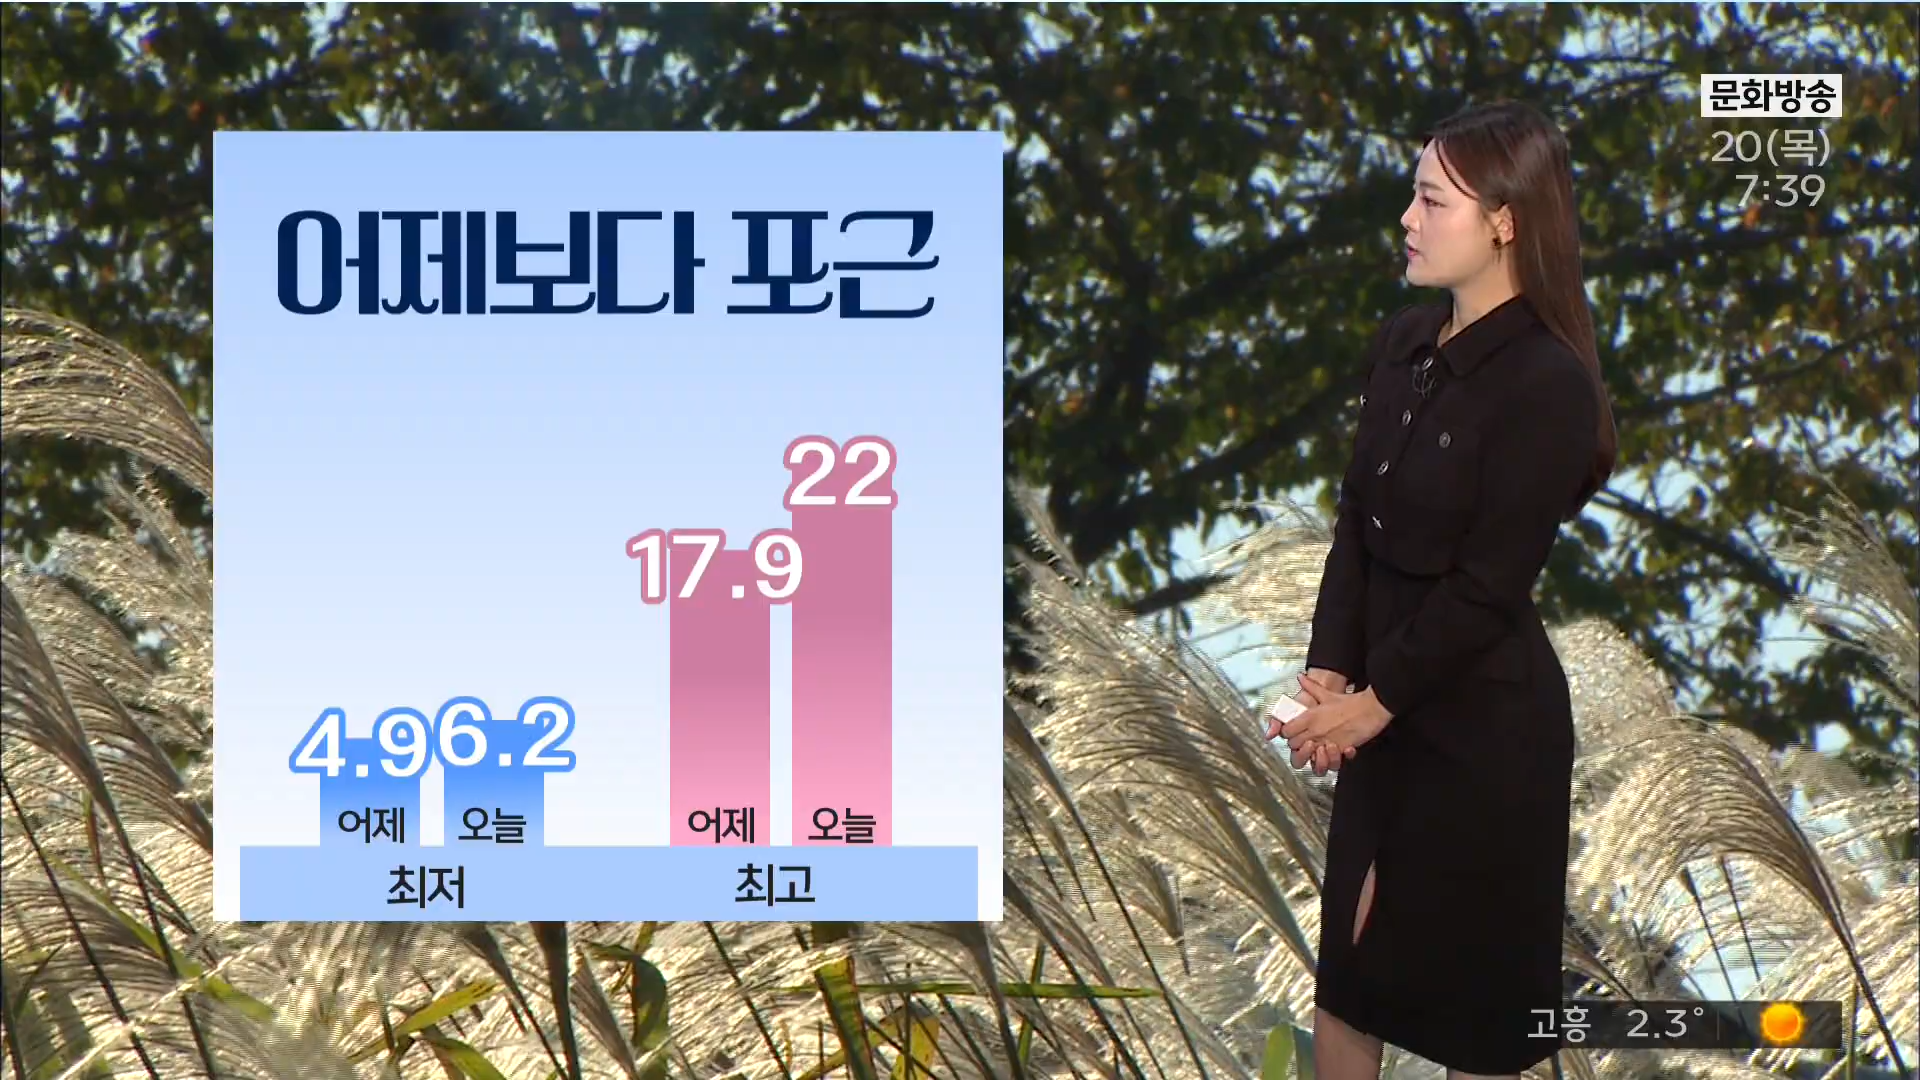 문화방송
20(목)
7:39
어제보다 포근
4.9 6.2 17.9 22
어제 오늘 어제 오늘
최저 최고
고흥 2.3°